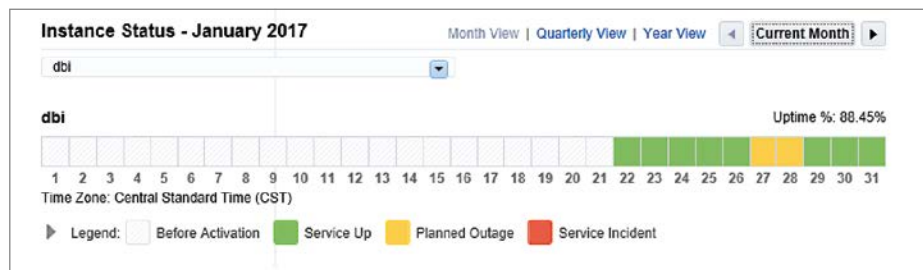 Instance Status - January 2017
Month View | Quarterly View | Year View
Current Month
dbi
dbi
Uptime %: 88.45%
1 2 3 4 5 6 7 8 9 10 11 12 13 14 15 16 17 18 19 20 21 22 23 24 25 26 27 28 29 30 31
Time Zone: Central Standard Time (CST)
Legend: Before Activation Service Up Planned Outage Service Incident